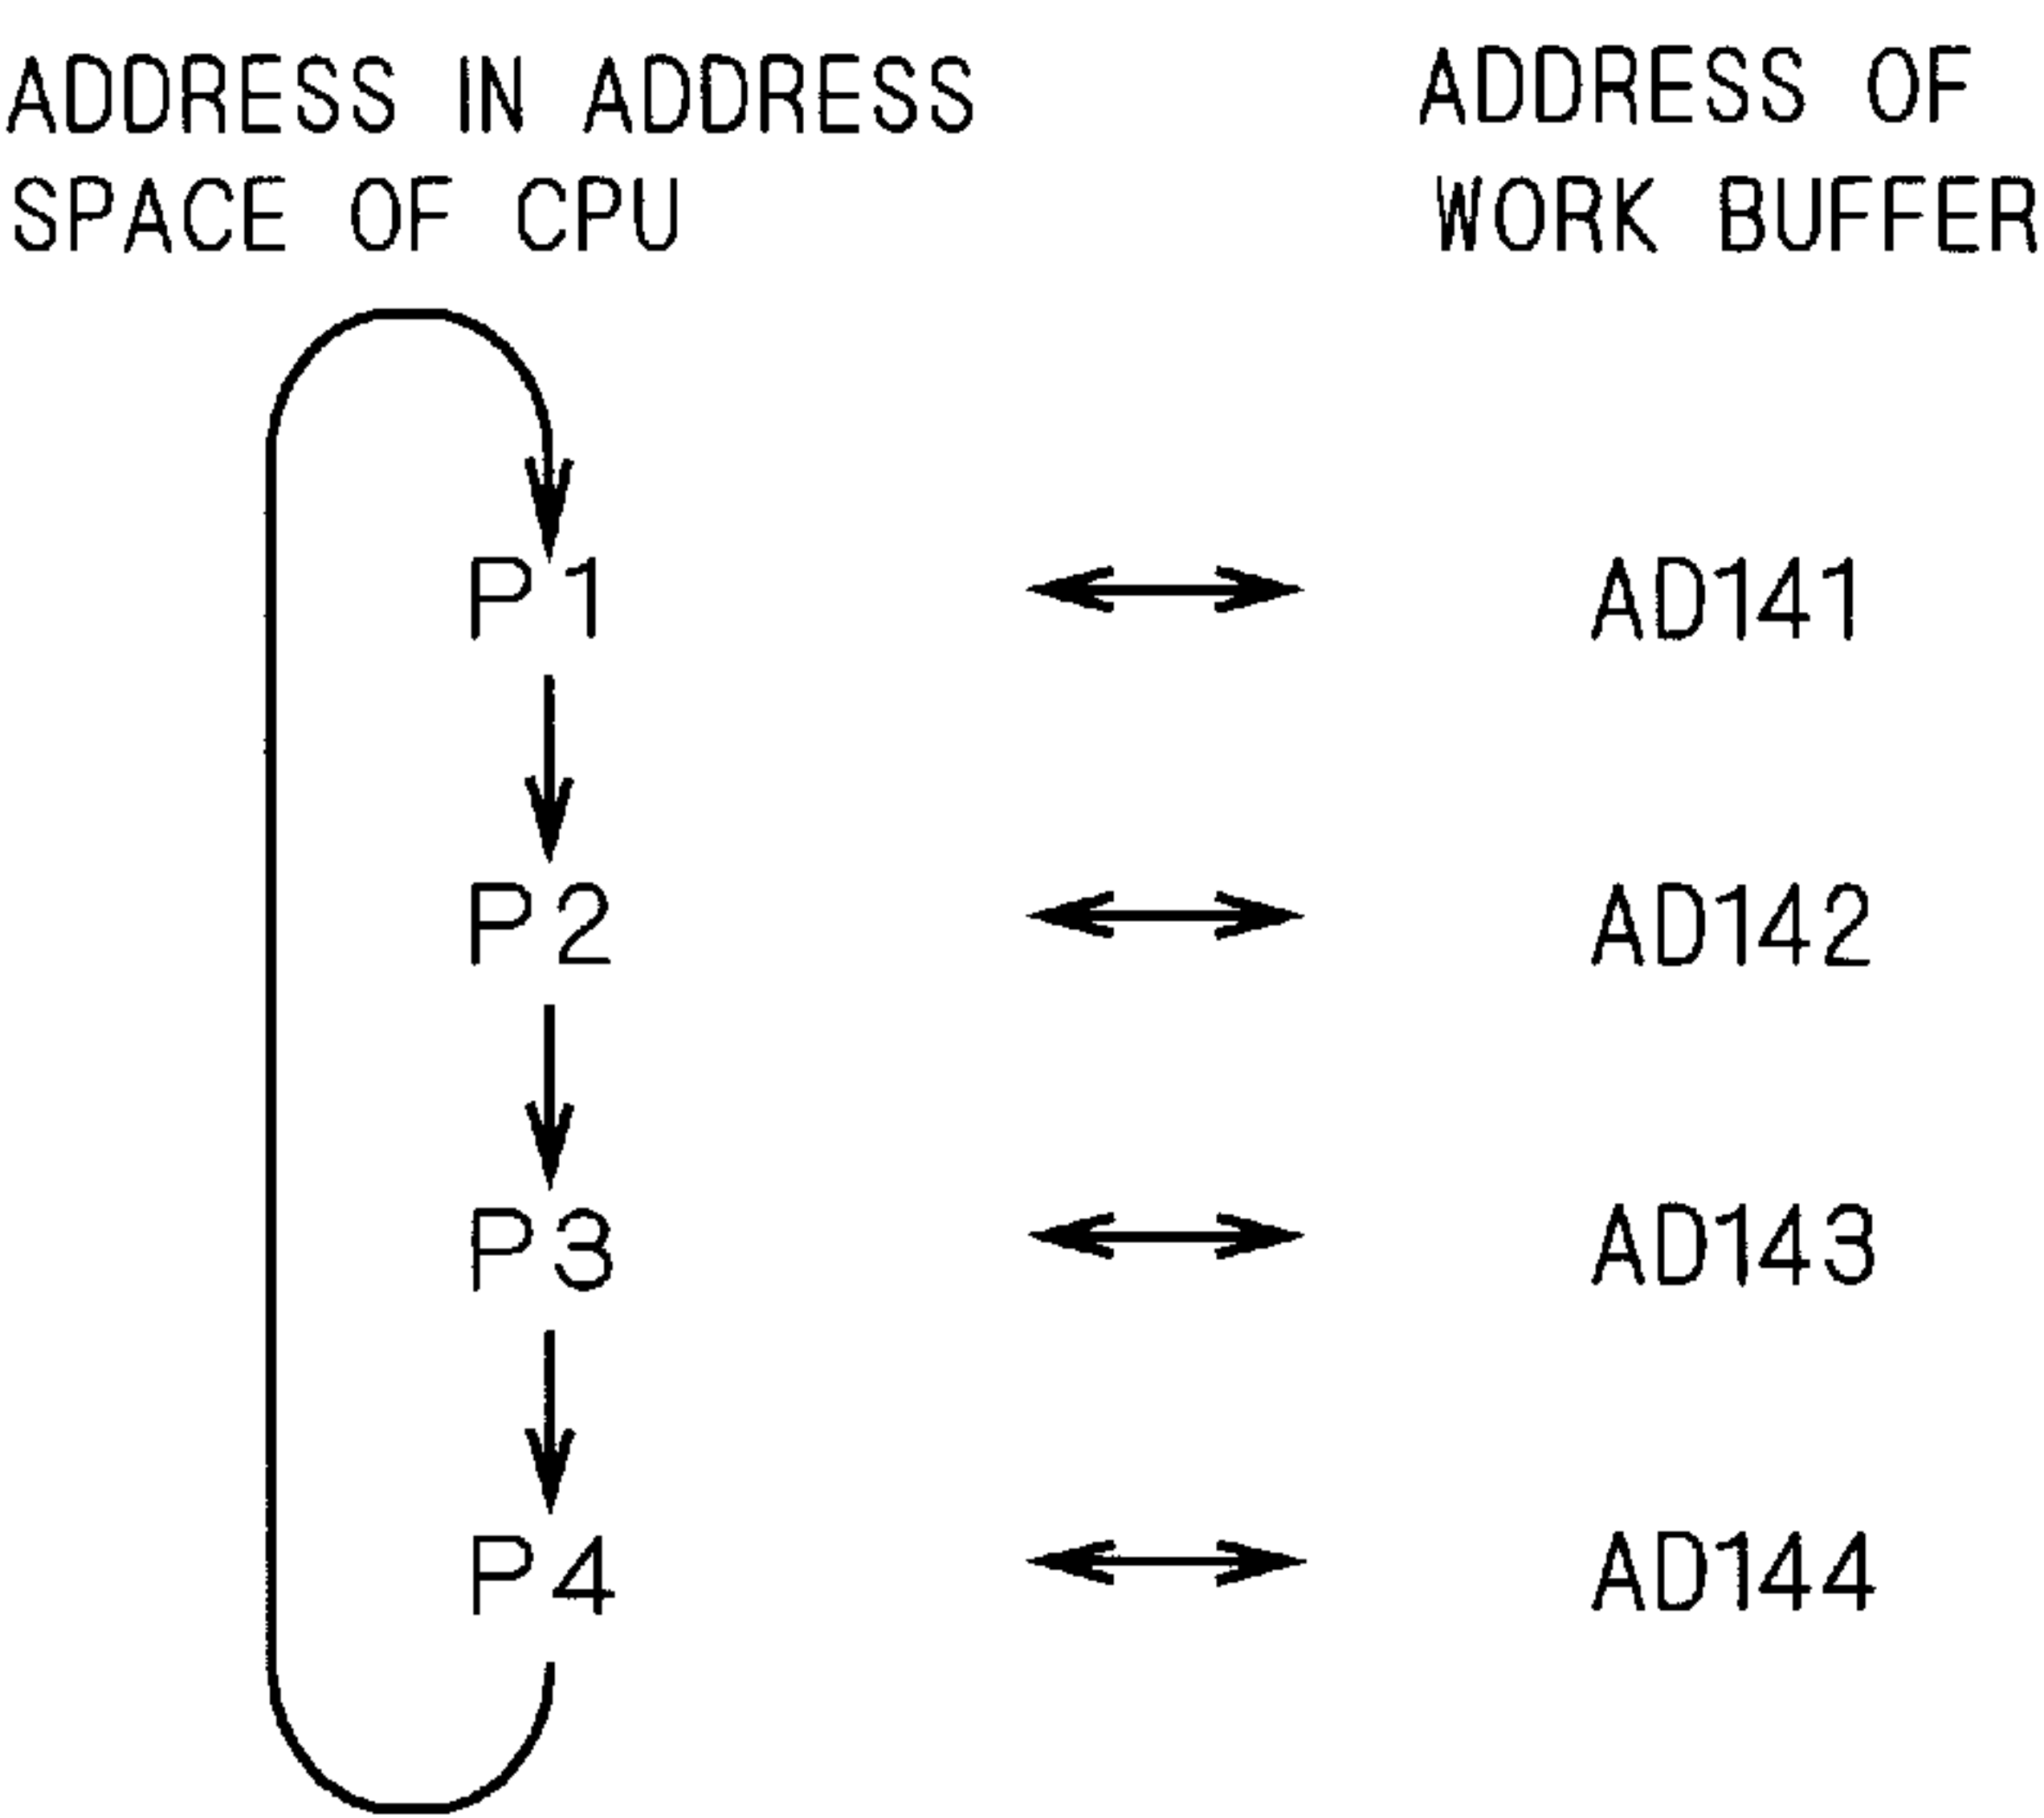 ADDRESS IN ADDRESS
SPACE OF CPU
ADDRESS OF
WORK BUFFER
P1 AD141
P2 AD142
P3 AD143
P4 AD144